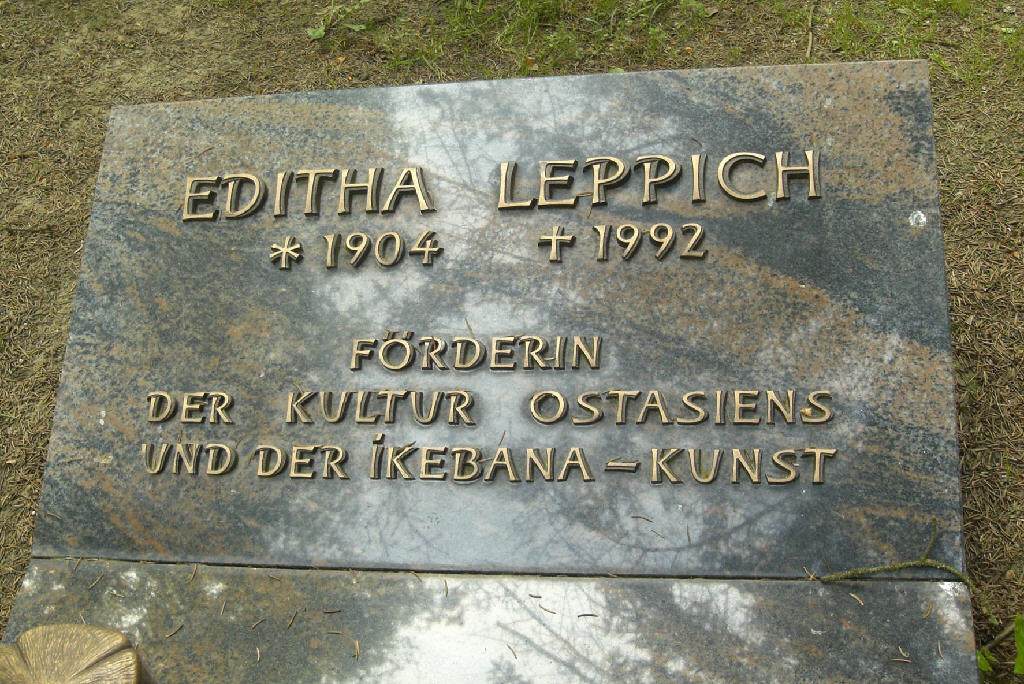 EDITHA LEPPICH
* 1904 † 1992
FÖRDERIN
DER KULTUR OSTASIENS
UND DER IKEBANA-KUNST